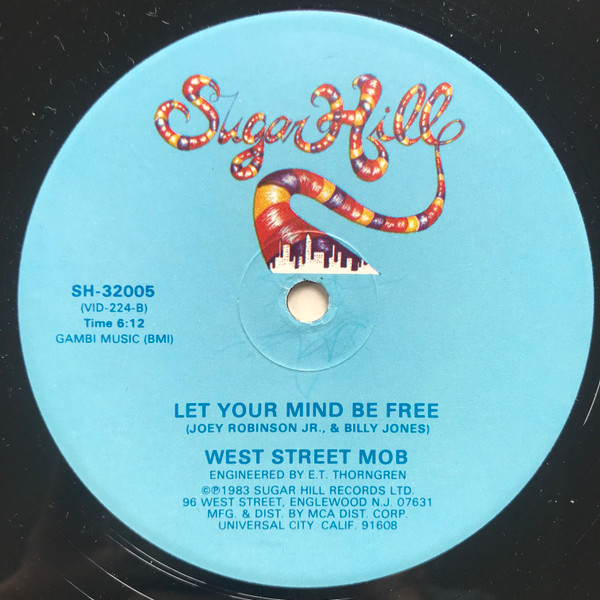 Sugar Hill
SH-32005
(VID-224-B)
Time 6:12
GAMBI MUSIC (BMI)
LET YOUR MIND BE FREE
(JOEY ROBINSON JR., & BILLY JONES)
WEST STREET MOB
ENGINEERED BY E.T. THORNGREN
©℗1983 SUGAR HILL RECORDS LTD.
96 WEST STREET, ENGLEWOOD N.J. 07631
MFG. & DIST. BY MCA DIST. CORP.
UNIVERSAL CITY CALIF. 91608